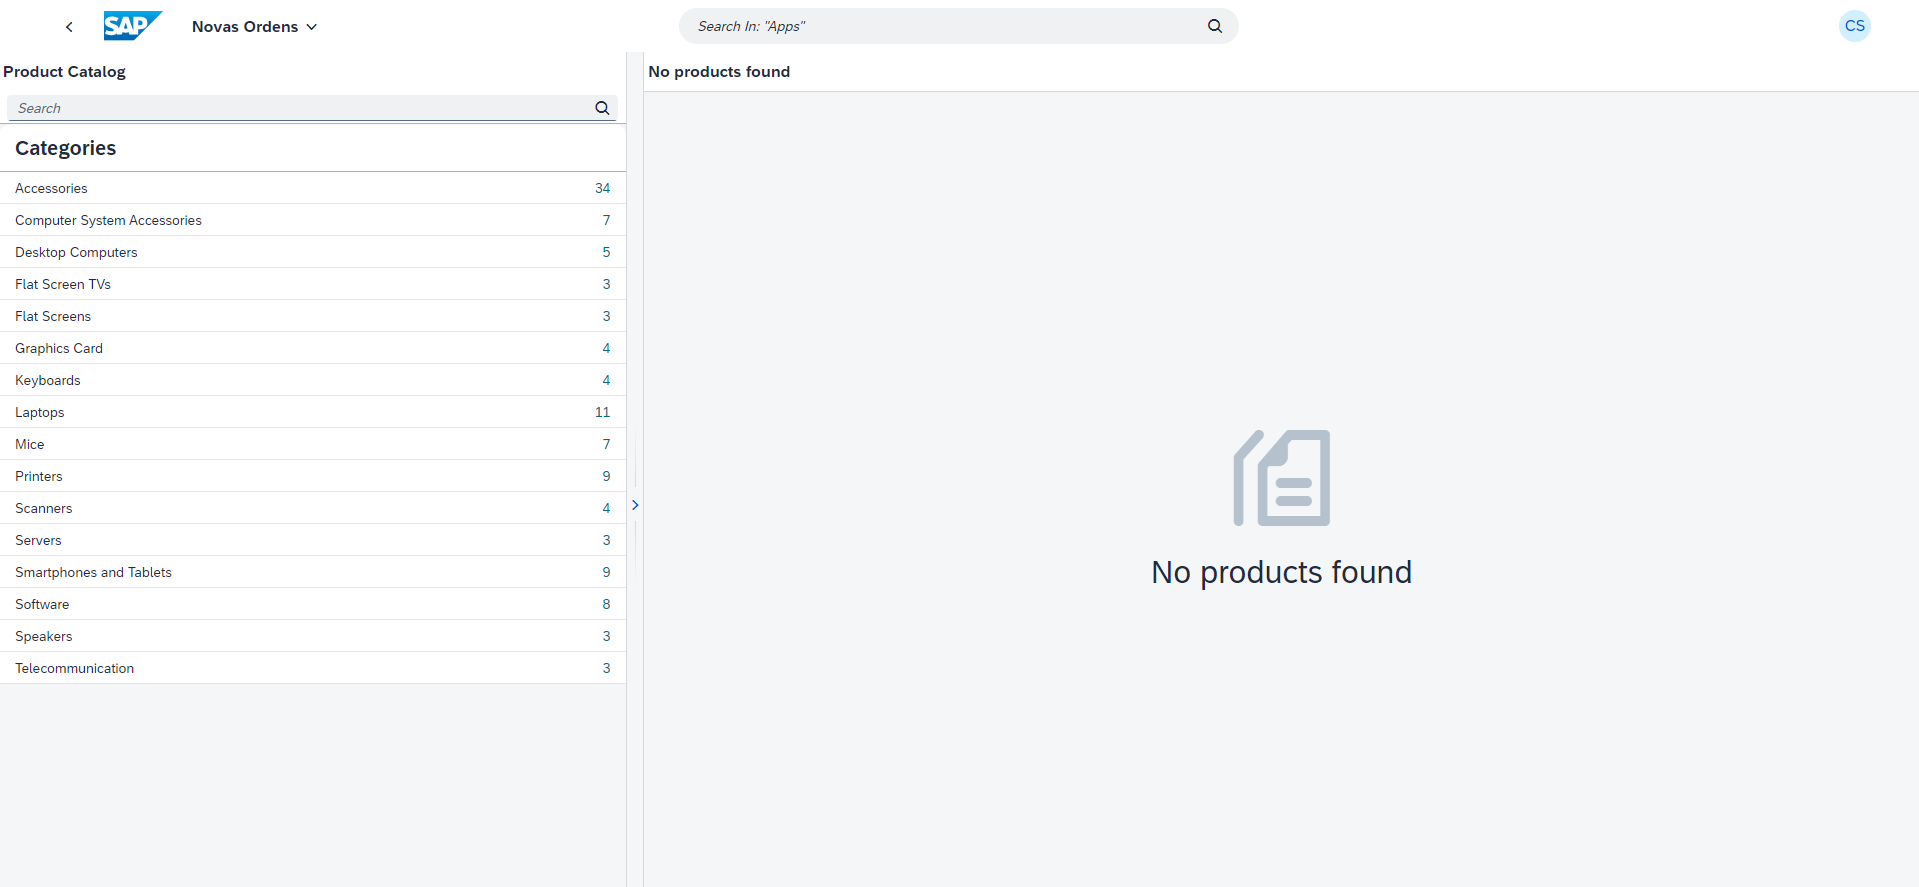 SAP
Novas Ordens
Search In: "Apps"
CS
Product Catalog
Search
Categories
Accessories 34
Computer System Accessories 7
Desktop Computers 5
Flat Screen TVs 3
Flat Screens 3
Graphics Card 4
Keyboards 4
Laptops 11
Mice 7
Printers 9
Scanners 4
Servers 3
Smartphones and Tablets 9
Software 8
Speakers 3
Telecommunication 3
No products found
No products found